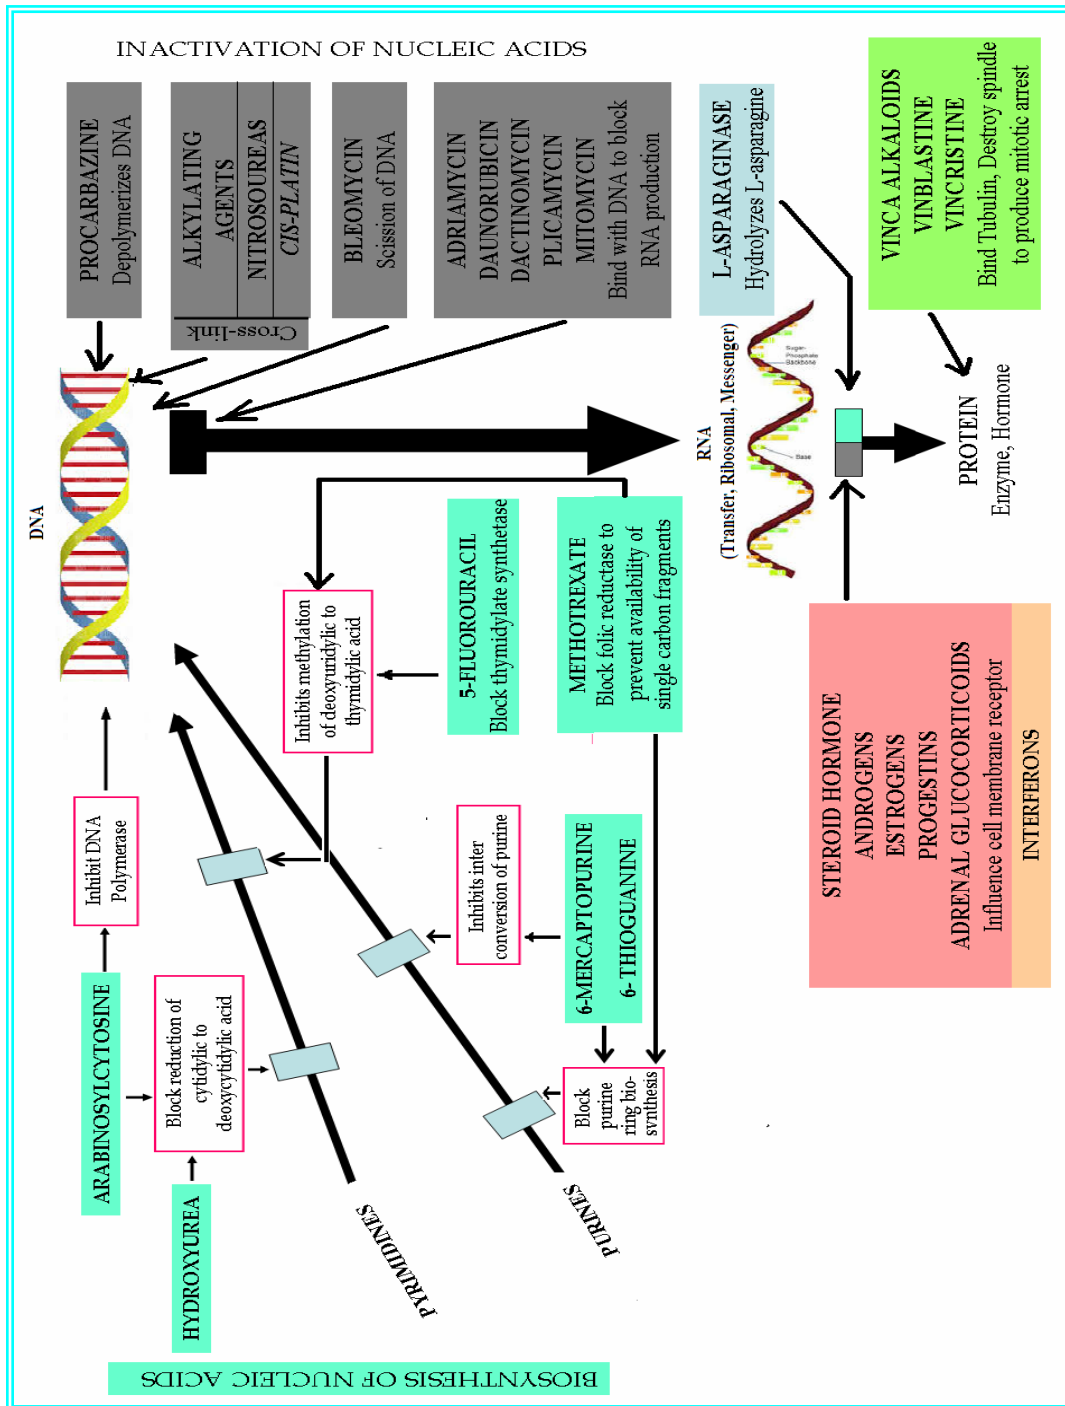 INACTIVATION OF NUCLEIC ACIDS
PROCARBAZINE
Depolymerizes DNA
ALKYLATING
AGENTS
NITROSOUREAS
CIS-PLATIN
Cross-link
BLEOMYCIN
Scission of DNA
ADRIAMYCIN
DAUNORUBICIN
DACTINOMYCIN
PLICAMYCIN
MITOMYCIN
Bind with DNA to block
RNA production
L-ASPARAGINASE
Hydrolyzes L-asparagine
VINCA ALKALOIDS
VINBLASTINE
VINCRISTINE
Bind Tubulin, Destroy spindle
to produce mitotic arrest
DNA
RNA
(Transfer, Ribosomal, Messenger)
Sugar-
Phosphate
Backbone
Base
PROTEIN
Enzyme, Hormone
Inhibits methylation
of deoxyuridylic to
thymidylic acid
5-FLUOROURACIL
Block thymidylate synthetase
METHOTREXATE
Block folic reductase to
prevent availability of
single carbon fragments
STEROID HORMONE
ANDROGENS
ESTROGENS
PROGESTINS
ADRENAL GLUCOCORTICOIDS
Influence cell membrane receptor
INTERFERONS
Inhibit DNA
Polymerase
Inhibits inter
conversion of purine
6-MERCAPTOPURINE
6- THIOGUANINE
ARABINOSYLCYTOSINE
Block reduction of
cytidylic to
deoxycytidylic acid
Block
purine
ring bio-
synthesis
HYDROXYUREA
PYRIMIDINES
PURINES
BIOSYNTHESIS OF NUCLEIC ACIDS